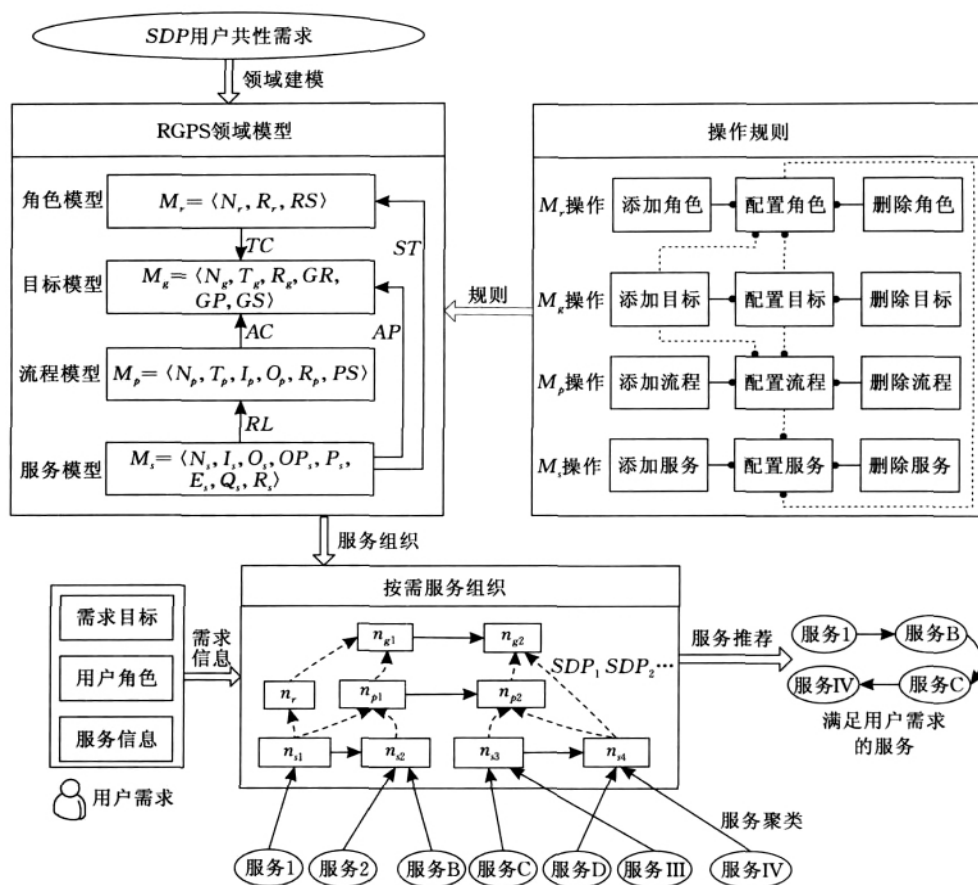 SDP用户共性需求
领域建模
RGPS领域模型
角色模型
M_r=⟨N_r, R_r, RS⟩
TC
ST
目标模型
M_g=⟨N_g, T_g, R_g, GR,
GP, GS⟩
AC
AP
流程模型
M_p=⟨N_p, T_p, I_p, O_p, R_p, PS⟩
RL
服务模型
M_s=⟨N_s, I_s, O_s, OP_s, P_s,
E_s, Q_s, R_s⟩
规则
操作规则
M_r操作
添加角色
配置角色
删除角色
M_g操作
添加目标
配置目标
删除目标
M_p操作
添加流程
配置流程
删除流程
M_s操作
添加服务
配置服务
删除服务
服务组织
需求目标
用户角色
服务信息
用户需求
需求
信息
按需服务组织
n_g1
n_g2
SDP_1 SDP_2…
n_r
n_p1
n_p2
n_s1
n_s2
n_s3
n_s4
服务推荐
服务1
服务B
服务IV
服务C
满足用户需求
的服务
服务聚类
服务1
服务2
服务B
服务C
服务D
服务III
服务IV